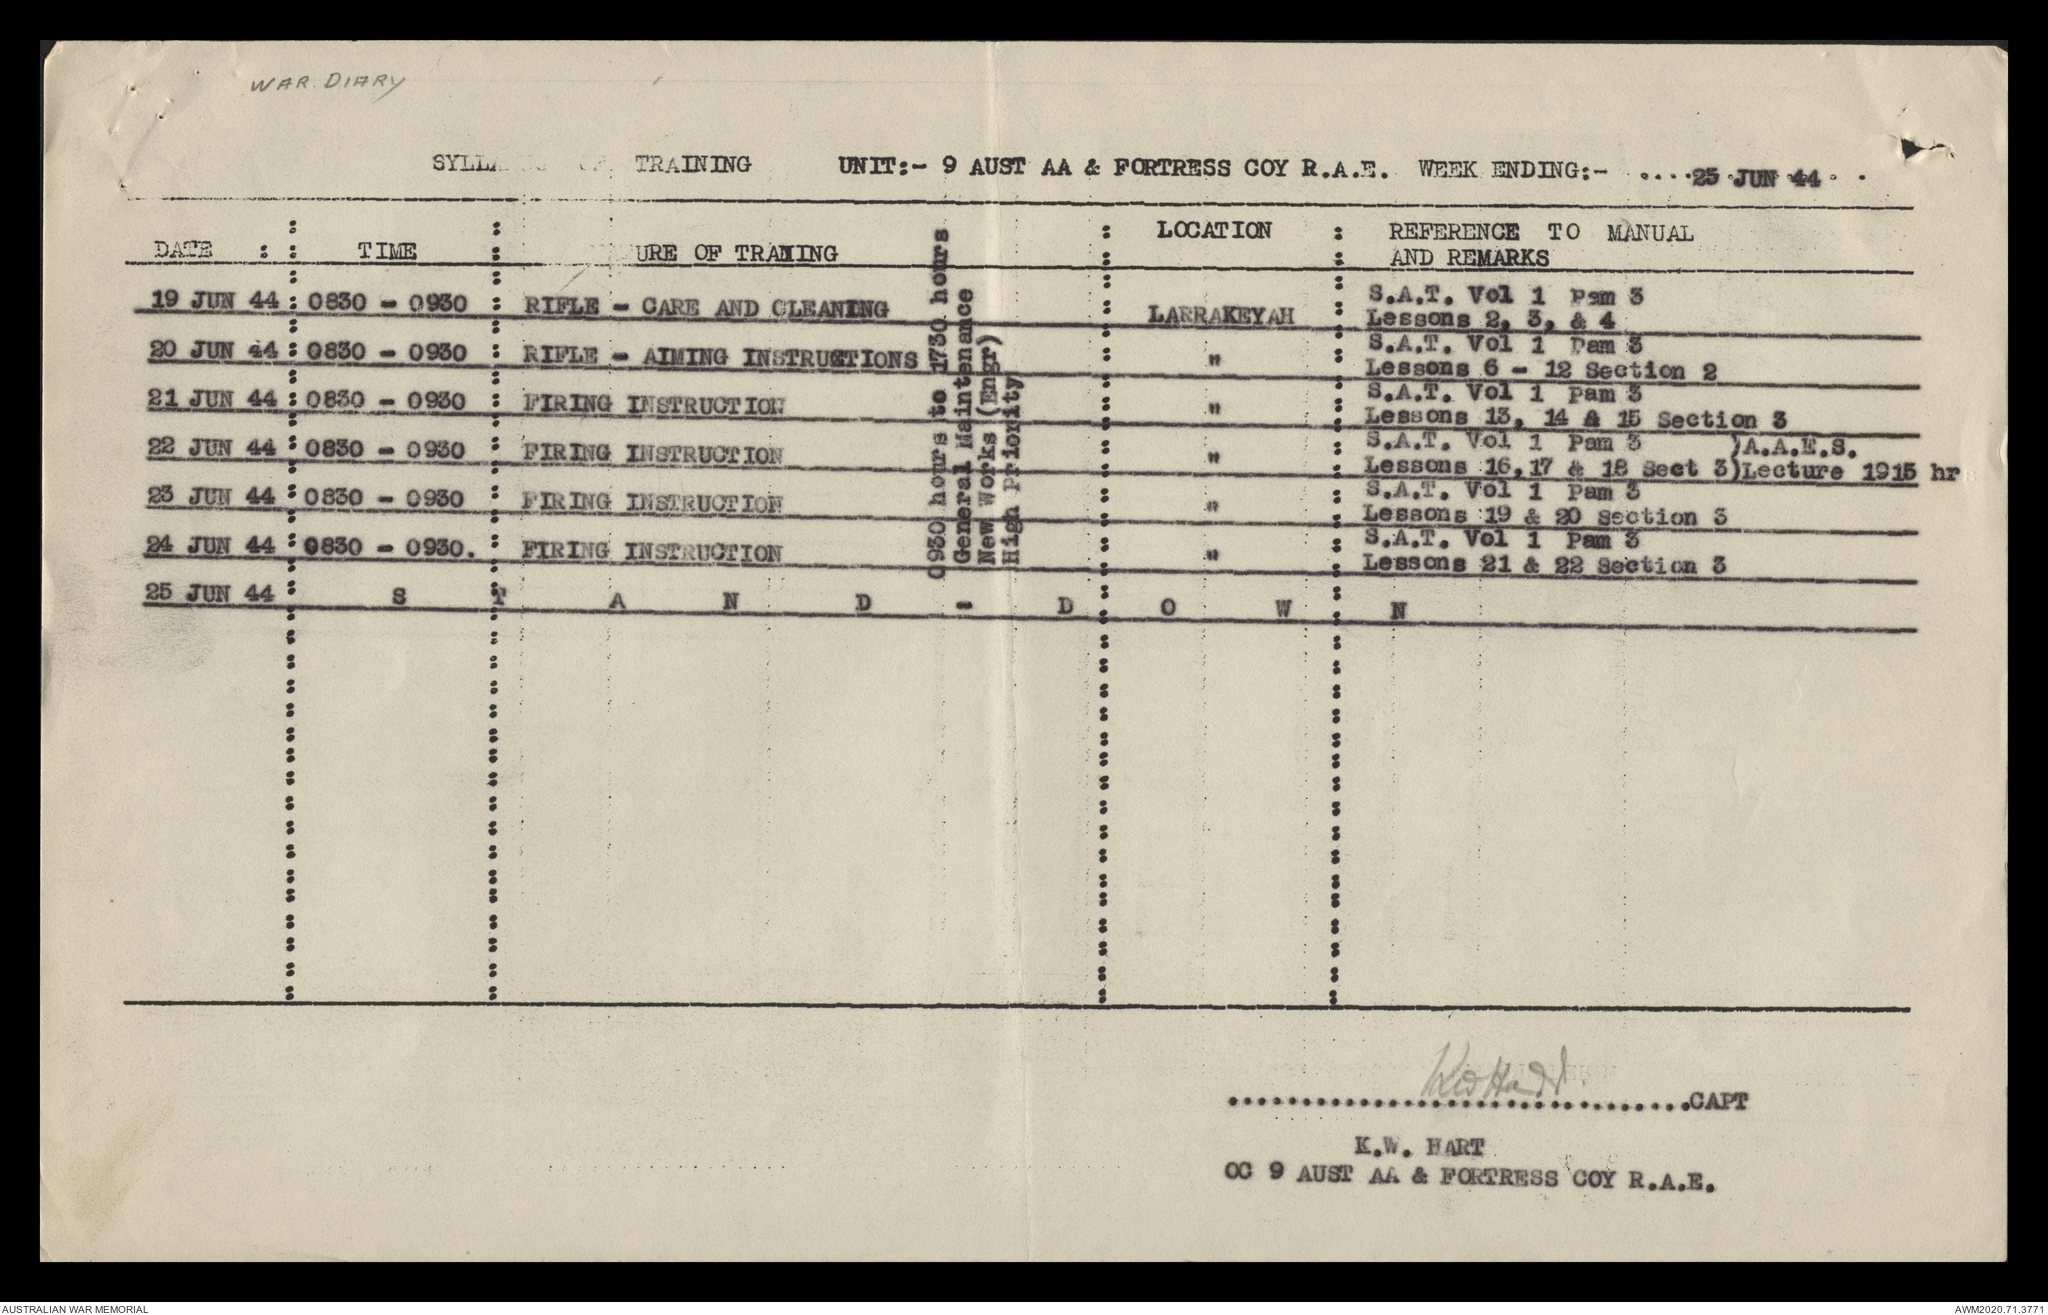 WAR DIARY
SYLLABUS OF TRAINING UNIT:- 9 AUST AA & FORTRESS COY R.A.E. WEEK ENDING:- ....25 JUN 44...
DATE : : TIME : URE OF TRAINING : LOCATION : REFERENCE TO MANUAL
AND REMARKS
19 JUN 44 : 0830 - 0930 : RIFLE - CARE AND CLEANING : LARRAKEYAH : S.A.T. Vol 1 Pam 3
Lessons 2, 3, & 4
20 JUN 44 : 0830 - 0930 : RIFLE - AIMING INSTRUCTIONS : " : S.A.T. Vol 1 Pam 3
Lessons 6 - 12 Section 2
21 JUN 44 : 0830 - 0930 : FIRING INSTRUCTION : " : S.A.T. Vol 1 Pam 3
Lessons 13, 14 & 15 Section 3
22 JUN 44 : 0830 - 0930 : FIRING INSTRUCTION : " : S.A.T. Vol 1 Pam 3 )A.A.E.S.
Lessons 16,17 & 18 Sect 3)Lecture 1915 hrs
23 JUN 44 : 0830 - 0930 : FIRING INSTRUCTION : " : S.A.T. Vol 1 Pam 3
Lessons 19 & 20 Section 3
24 JUN 44 : 0830 - 0930. : FIRING INSTRUCTION : " : S.A.T. Vol 1 Pam 3
Lessons 21 & 22 Section 3
0930 hours to 1730 hours
General Maintenance
New Works (Engr)
High Priority
25 JUN 44 : S T A N D - D O W N
KW Hart
...............................CAPT
K.W. HART
OC 9 AUST AA & FORTRESS COY R.A.E.
AUSTRALIAN WAR MEMORIAL
AWM2020.71.3771